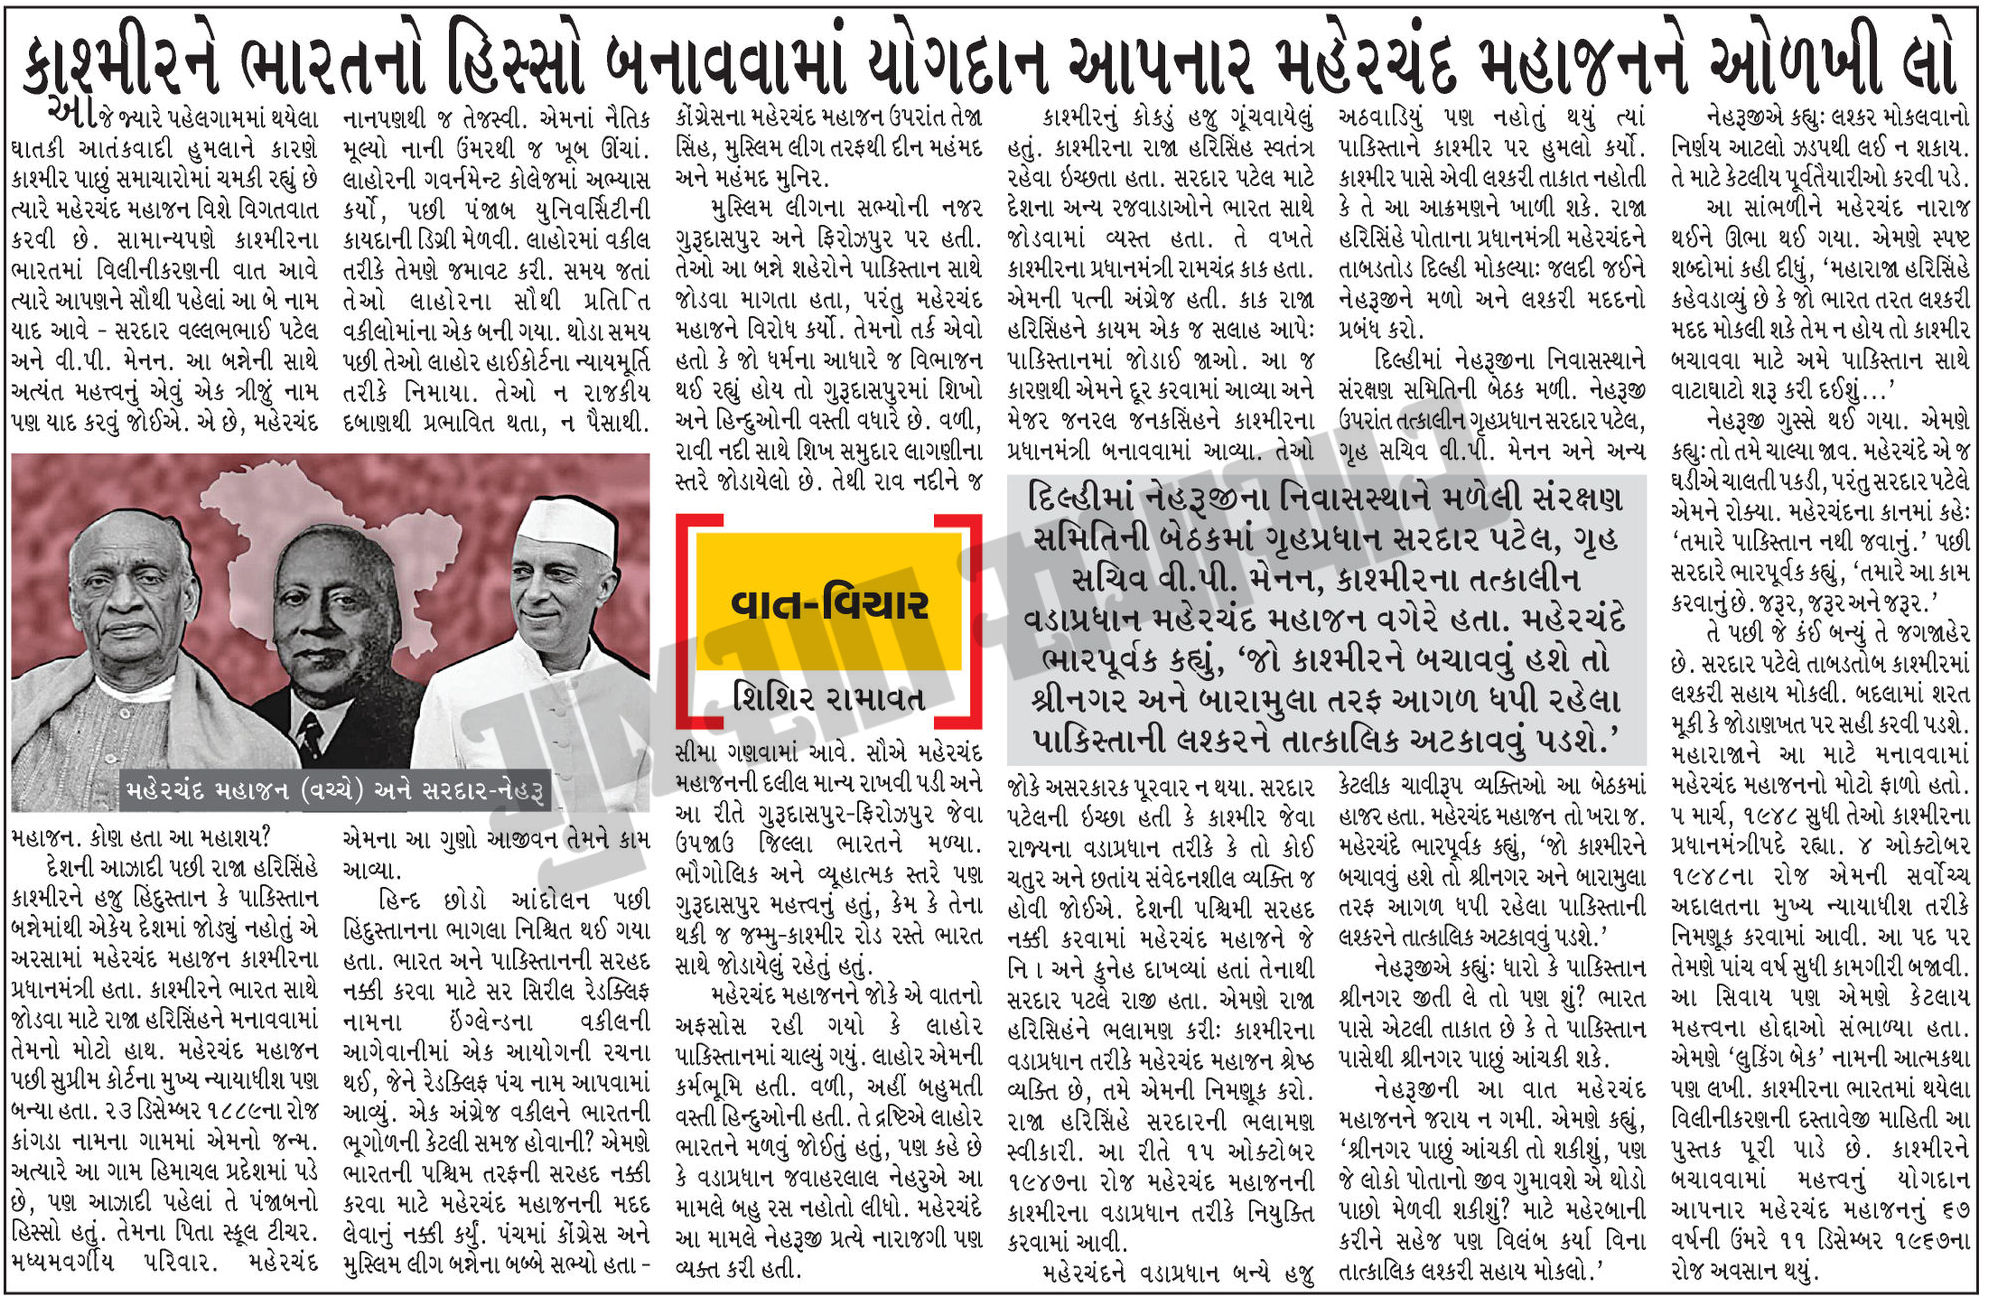 કાશ્મીરને ભારતનો હિસ્સો બનાવવામાં યોગદાન આપનાર મહેરચંદ મહાજનને ઓળખી લો
આજે જ્યારે પહેલગામમાં થયેલા
ઘાતકી આતંકવાદી હુમલાને કારણે
કાશ્મીર પાછું સમાચારોમાં ચમકી રહ્યું છે
ત્યારે મહેરચંદ મહાજન વિશે વિગતવાત
કરવી છે. સામાન્યપણે કાશ્મીરના
ભારતમાં વિલીનીકરણની વાત આવે
ત્યારે આપણને સૌથી પહેલાં આ બે નામ
યાદ આવે - સરદાર વલ્લભભાઈ પટેલ
અને વી.પી. મેનન. આ બન્નેની સાથે
અત્યંત મહત્ત્વનું એવું એક ત્રીજું નામ
પણ યાદ કરવું જોઈએ. એ છે, મહેરચંદ
મહેરચંદ મહાજન (વચ્ચે) અને સરદાર-નેહરૂ
મહાજન. કોણ હતા આ મહાશય?
દેશની આઝાદી પછી રાજા હરિસિંહે
કાશ્મીરને હજુ હિંદુસ્તાન કે પાકિસ્તાન
બન્નેમાંથી એકેય દેશમાં જોડ્યું નહોતું એ
અરસામાં મહેરચંદ મહાજન કાશ્મીરના
પ્રધાનમંત્રી હતા. કાશ્મીરને ભારત સાથે
જોડવા માટે રાજા હરિસિંહને મનાવવામાં
તેમનો મોટો હાથ. મહેરચંદ મહાજન
પછી સુપ્રીમ કોર્ટના મુખ્ય ન્યાયાધીશ પણ
બન્યા હતા. ૨૩ ડિસેમ્બર ૧૮૮૯ના રોજ
કાંગડા નામના ગામમાં એમનો જન્મ.
અત્યારે આ ગામ હિમાચલ પ્રદેશમાં પડે
છે, પણ આઝાદી પહેલાં તે પંજાબનો
હિસ્સો હતું. તેમના પિતા સ્કૂલ ટીચર.
મધ્યમવર્ગીય પરિવાર. મહેરચંદ
નાનપણથી જ તેજસ્વી. એમનાં નૈતિક
મૂલ્યો નાની ઉંમરથી જ ખૂબ ઊંચાં.
લાહોરની ગવર્નમેન્ટ કોલેજમાં અભ્યાસ
કર્યો, પછી પંજાબ યુનિવર્સિટીની
કાયદાની ડિગ્રી મેળવી. લાહોરમાં વકીલ
તરીકે તેમણે જમાવટ કરી. સમય જતાં
તેઓ લાહોરના સૌથી પ્રતિતિ
વકીલોમાંના એક બની ગયા. થોડા સમય
પછી તેઓ લાહોર હાઈકોર્ટના ન્યાયમૂર્તિ
તરીકે નિમાયા. તેઓ ન રાજકીય
દબાણથી પ્રભાવિત થતા, ન પૈસાથી.
એમના આ ગુણો આજીવન તેમને કામ
આવ્યા.
હિન્દ છોડો આંદોલન પછી
હિંદુસ્તાનના ભાગલા નિશ્ચિત થઈ ગયા
હતા. ભારત અને પાકિસ્તાનની સરહદ
નક્કી કરવા માટે સર સિરીલ રેડક્લિફ
નામના ઇંગ્લેન્ડના વકીલની
આગેવાનીમાં એક આયોગની રચના
થઈ, જેને રેડક્લિફ પંચ નામ આપવામાં
આવ્યું. એક અંગ્રેજ વકીલને ભારતની
ભૂગોળની કેટલી સમજ હોવાની? એમણે
ભારતની પશ્ચિમ તરફની સરહદ નક્કી
કરવા માટે મહેરચંદ મહાજનની મદદ
લેવાનું નક્કી કર્યું. પંચમાં કોંગ્રેસ અને
મુસ્લિમ લીગ બન્નેના બબ્બે સભ્યો હતા -
કોંગ્રેસના મહેરચંદ મહાજન ઉપરાંત તેજા
સિંહ, મુસ્લિમ લીગ તરફથી દીન મહંમદ
અને મહંમદ મુનિર.
મુસ્લિમ લીગના સભ્યોની નજર
ગુરૂદાસપુર અને ફિરોઝપુર પર હતી.
તેઓ આ બન્ને શહેરોને પાકિસ્તાન સાથે
જોડવા માગતા હતા, પરંતુ મહેરચંદ
મહાજને વિરોધ કર્યો. તેમનો તર્ક એવો
હતો કે જો ધર્મના આધારે જ વિભાજન
થઈ રહ્યું હોય તો ગુરૂદાસપુરમાં શિખો
અને હિન્દુઓની વસ્તી વધારે છે. વળી,
રાવી નદી સાથે શિખ સમુદાર લાગણીના
સ્તરે જોડાયેલો છે. તેથી રાવ નદીને જ
વાત-વિચાર
શિશિર રામાવત
સીમા ગણવામાં આવે. સૌએ મહેરચંદ
મહાજનની દલીલ માન્ય રાખવી પડી અને
આ રીતે ગુરૂદાસપુર-ફિરોઝપુર જેવા
ઉપજાઉ જિલ્લા ભારતને મળ્યા.
ભૌગોલિક અને વ્યૂહાત્મક સ્તરે પણ
ગુરૂદાસપુર મહત્ત્વનું હતું, કેમ કે તેના
થકી જ જમ્મુ-કાશ્મીર રોડ રસ્તે ભારત
સાથે જોડાયેલું રહેતું હતું.
મહેરચંદ મહાજનને જોકે એ વાતનો
અફસોસ રહી ગયો કે લાહોર
પાકિસ્તાનમાં ચાલ્યું ગયું. લાહોર એમની
કર્મભૂમિ હતી. વળી, અહીં બહુમતી
વસ્તી હિન્દુઓની હતી. તે દ્રષ્ટિએ લાહોર
ભારતને મળવું જોઈતું હતું, પણ કહે છે
કે વડાપ્રધાન જવાહરલાલ નેહરુએ આ
મામલે બહુ રસ નહોતો લીધો. મહેરચંદે
આ મામલે નેહરૂજી પ્રત્યે નારાજગી પણ
વ્યક્ત કરી હતી.
કાશ્મીરનું કોકડું હજુ ગૂંચવાયેલું
હતું. કાશ્મીરના રાજા હરિસિંહ સ્વતંત્ર
રહેવા ઇચ્છતા હતા. સરદાર પટેલ માટે
દેશના અન્ય રજવાડાઓને ભારત સાથે
જોડવામાં વ્યસ્ત હતા. તે વખતે
કાશ્મીરના પ્રધાનમંત્રી રામચંદ્ર કાક હતા.
એમની પત્ની અંગ્રેજ હતી. કાક રાજા
હરિસિંહને કાયમ એક જ સલાહ આપેઃ
પાકિસ્તાનમાં જોડાઈ જાઓ. આ જ
કારણથી એમને દૂર કરવામાં આવ્યા અને
મેજર જનરલ જનકસિંહને કાશ્મીરના
પ્રધાનમંત્રી બનાવવામાં આવ્યા. તેઓ
દિલ્હીમાં નેહરૂજીના નિવાસસ્થાને મળેલી સંરક્ષણ
સમિતિની બેઠકમાં ગૃહપ્રધાન સરદાર પટેલ, ગૃહ
સચિવ વી.પી. મેનન, કાશ્મીરના તત્કાલીન
વડાપ્રધાન મહેરચંદ મહાજન વગેરે હતા. મહેરચંદે
ભારપૂર્વક કહ્યું, ‘જો કાશ્મીરને બચાવવું હશે તો
શ્રીનગર અને બારામુલા તરફ આગળ ધપી રહેલા
પાકિસ્તાની લશ્કરને તાત્કાલિક અટકાવવું પડશે.’
જોકે અસરકારક પૂરવાર ન થયા. સરદાર
પટેલની ઇચ્છા હતી કે કાશ્મીર જેવા
રાજ્યના વડાપ્રધાન તરીકે કે તો કોઈ
ચતુર અને છતાંય સંવેદનશીલ વ્યક્તિ જ
હોવી જોઈએ. દેશની પશ્ચિમી સરહદ
નક્કી કરવામાં મહેરચંદ મહાજને જે
નિ ા અને કુનેહ દાખવ્યાં હતાં તેનાથી
સરદાર પટલે રાજી હતા. એમણે રાજા
હરિસિહંને ભલામણ કરીઃ કાશ્મીરના
વડાપ્રધાન તરીકે મહેરચંદ મહાજન શ્રેષ્ઠ
વ્યક્તિ છે, તમે એમની નિમણૂક કરો.
રાજા હરિસિંહે સરદારની ભલામણ
સ્વીકારી. આ રીતે ૧૫ ઓક્ટોબર
૧૯૪૭ના રોજ મહેરચંદ મહાજનની
કાશ્મીરના વડાપ્રધાન તરીકે નિયુક્તિ
કરવામાં આવી.
મહેરચંદને વડાપ્રધાન બન્યે હજુ
અઠવાડિયું પણ નહોતું થયું ત્યાં
પાકિસ્તાને કાશ્મીર પર હુમલો કર્યો.
કાશ્મીર પાસે એવી લશ્કરી તાકાત નહોતી
કે તે આ આક્રમણને ખાળી શકે. રાજા
હરિસિંહે પોતાના પ્રધાનમંત્રી મહેરચંદને
તાબડતોડ દિલ્હી મોકલ્યાઃ જલદી જઈને
નેહરૂજીને મળો અને લશ્કરી મદદનો
પ્રબંધ કરો.
દિલ્હીમાં નેહરૂજીના નિવાસસ્થાને
સંરક્ષણ સમિતિની બેઠક મળી. નેહરૂજી
ઉપરાંત તત્કાલીન ગૃહપ્રધાન સરદાર પટેલ,
ગૃહ સચિવ વી.પી. મેનન અને અન્ય
કેટલીક ચાવીરૂપ વ્યક્તિઓ આ બેઠકમાં
હાજર હતા. મહેરચંદ મહાજન તો ખરા જ.
મહેરચંદે ભારપૂર્વક કહ્યું, ‘જો કાશ્મીરને
બચાવવું હશે તો શ્રીનગર અને બારામુલા
તરફ આગળ ધપી રહેલા પાકિસ્તાની
લશ્કરને તાત્કાલિક અટકાવવું પડશે.’
નેહરૂજીએ કહ્યુંઃ ધારો કે પાકિસ્તાન
શ્રીનગર જીતી લે તો પણ શું? ભારત
પાસે એટલી તાકાત છે કે તે પાકિસ્તાન
પાસેથી શ્રીનગર પાછું આંચકી શકે.
નેહરૂજીની આ વાત મહેરચંદ
મહાજનને જરાય ન ગમી. એમણે કહ્યું,
‘શ્રીનગર પાછું આંચકી તો શકીશું, પણ
જે લોકો પોતાનો જીવ ગુમાવશે એ થોડો
પાછો મેળવી શકીશું? માટે મહેરબાની
કરીને સહેજ પણ વિલંબ કર્યા વિના
તાત્કાલિક લશ્કરી સહાય મોકલો.’
નેહરૂજીએ કહ્યુઃ લશ્કર મોકલવાનો
નિર્ણય આટલો ઝડપથી લઈ ન શકાય.
તે માટે કેટલીય પૂર્વતૈયારીઓ કરવી પડે.
આ સાંભળીને મહેરચંદ નારાજ
થઈને ઊભા થઈ ગયા. એમણે સ્પષ્ટ
શબ્દોમાં કહી દીધું, ‘મહારાજા હરિસિંહે
કહેવડાવ્યું છે કે જો ભારત તરત લશ્કરી
મદદ મોકલી શકે તેમ ન હોય તો કાશ્મીર
બચાવવા માટે અમે પાકિસ્તાન સાથે
વાટાઘાટો શરૂ કરી દઈશું...’
નેહરૂજી ગુસ્સે થઈ ગયા. એમણે
કહ્યુઃ તો તમે ચાલ્યા જાવ. મહેરચંદે એ જ
ઘડીએ ચાલતી પકડી, પરંતુ સરદાર પટેલે
એમને રોક્યા. મહેરચંદના કાનમાં કહેઃ
‘તમારે પાકિસ્તાન નથી જવાનું.’ પછી
સરદારે ભારપૂર્વક કહ્યું, ‘તમારે આ કામ
કરવાનું છે. જરૂર, જરૂર અને જરૂર.’
તે પછી જે કંઈ બન્યું તે જગજાહેર
છે. સરદાર પટેલે તાબડતોબ કાશ્મીરમાં
લશ્કરી સહાય મોકલી. બદલામાં શરત
મૂકી કે જોડાણખત પર સહી કરવી પડશે.
મહારાજાને આ માટે મનાવવામાં
મહેરચંદ મહાજનનો મોટો ફાળો હતો.
૫ માર્ચ, ૧૯૪૮ સુધી તેઓ કાશ્મીરના
પ્રધાનમંત્રીપદે રહ્યા. ૪ ઓક્ટોબર
૧૯૪૮ના રોજ એમની સર્વોચ્ચ
અદાલતના મુખ્ય ન્યાયાધીશ તરીકે
નિમણૂક કરવામાં આવી. આ પદ પર
તેમણે પાંચ વર્ષ સુધી કામગીરી બજાવી.
આ સિવાય પણ એમણે કેટલાય
મહત્ત્વના હોદ્દાઓ સંભાળ્યા હતા.
એમણે ‘લુકિંગ બેક’ નામની આત્મકથા
પણ લખી. કાશ્મીરના ભારતમાં થયેલા
વિલીનીકરણની દસ્તાવેજી માહિતી આ
પુસ્તક પૂરી પાડે છે. કાશ્મીરને
બચાવવામાં મહત્ત્વનું યોગદાન
આપનાર મહેરચંદ મહાજનનું ૬૭
વર્ષની ઉંમરે ૧૧ ડિસેમ્બર ૧૯૬૭ના
રોજ અવસાન થયું.
ગુજરાત સમાચાર